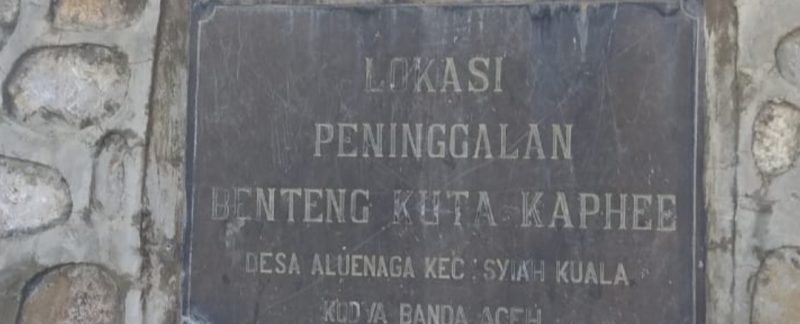 LOKASI
PENINGGALAN
BENTENG KUTA KAPHEE
DESA ALUENAGA KEC : SYIAH KUALA
KODYA BANDA ACEH